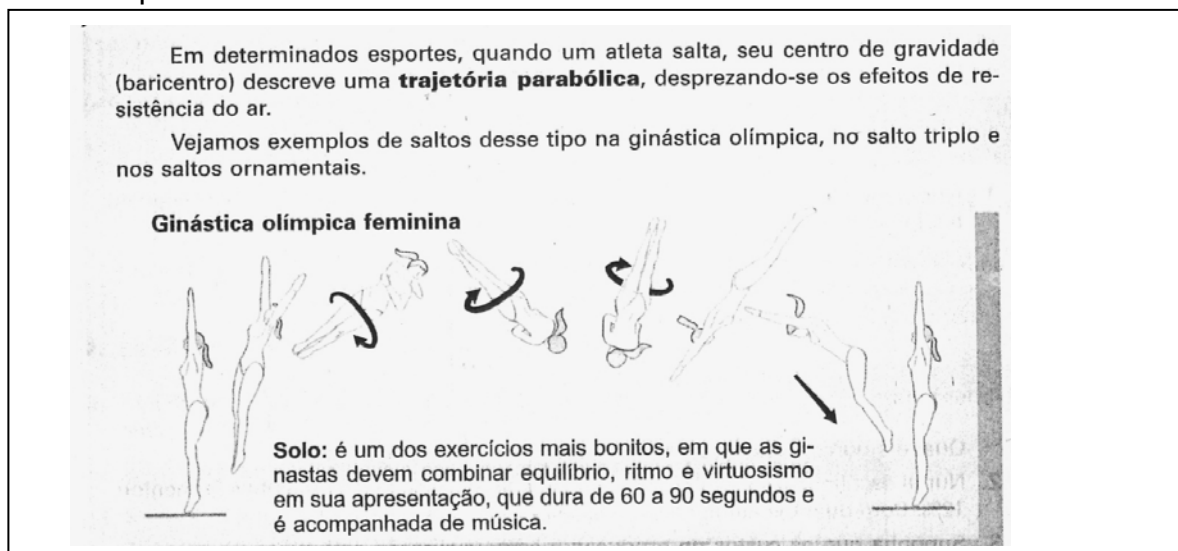 Em determinados esportes, quando um atleta salta, seu centro de gravidade
(baricentro) descreve uma trajetória parabólica, desprezando-se os efeitos de re-
sistência do ar.
Vejamos exemplos de saltos desse tipo na ginástica olímpica, no salto triplo e
nos saltos ornamentais.
Ginástica olímpica feminina
Solo: é um dos exercícios mais bonitos, em que as gi-
nastas devem combinar equilíbrio, ritmo e virtuosismo
em sua apresentação, que dura de 60 a 90 segundos e
é acompanhada de música.